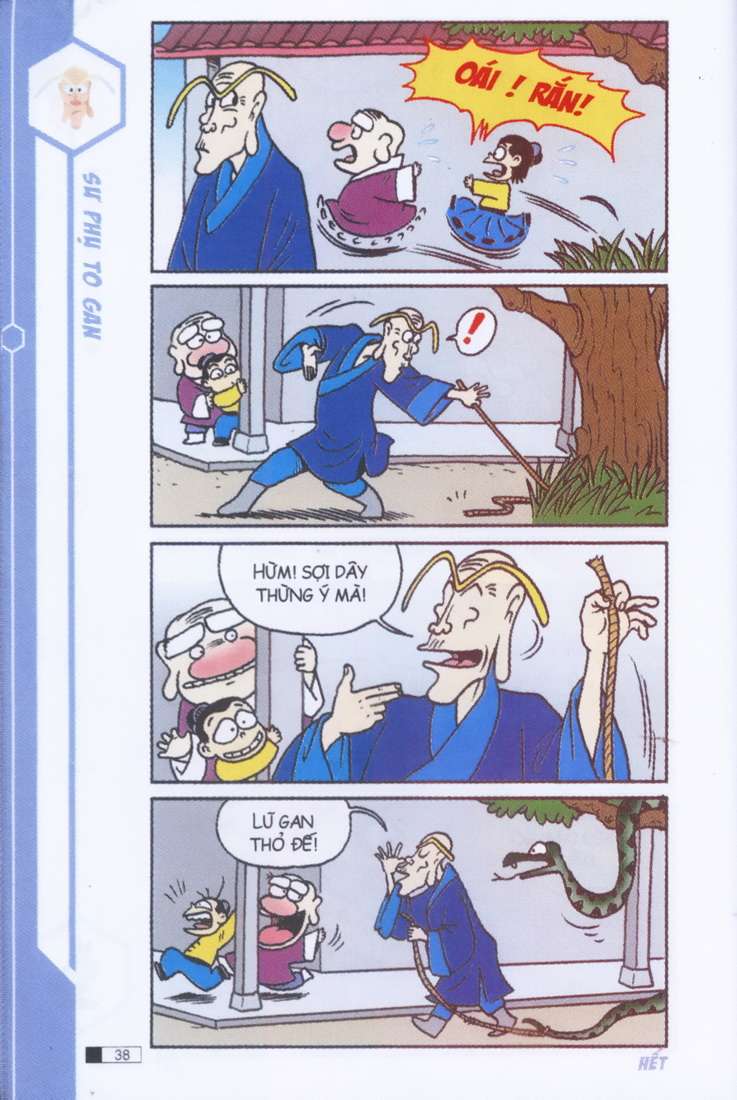 SƯ PHỤ TO GAN
OÁI ! RẮN!
!
HỪM! SỢI DÂY
THỪNG Ý MÀ!
LŨ GAN
THỎ ĐẾ!
38
HẾT